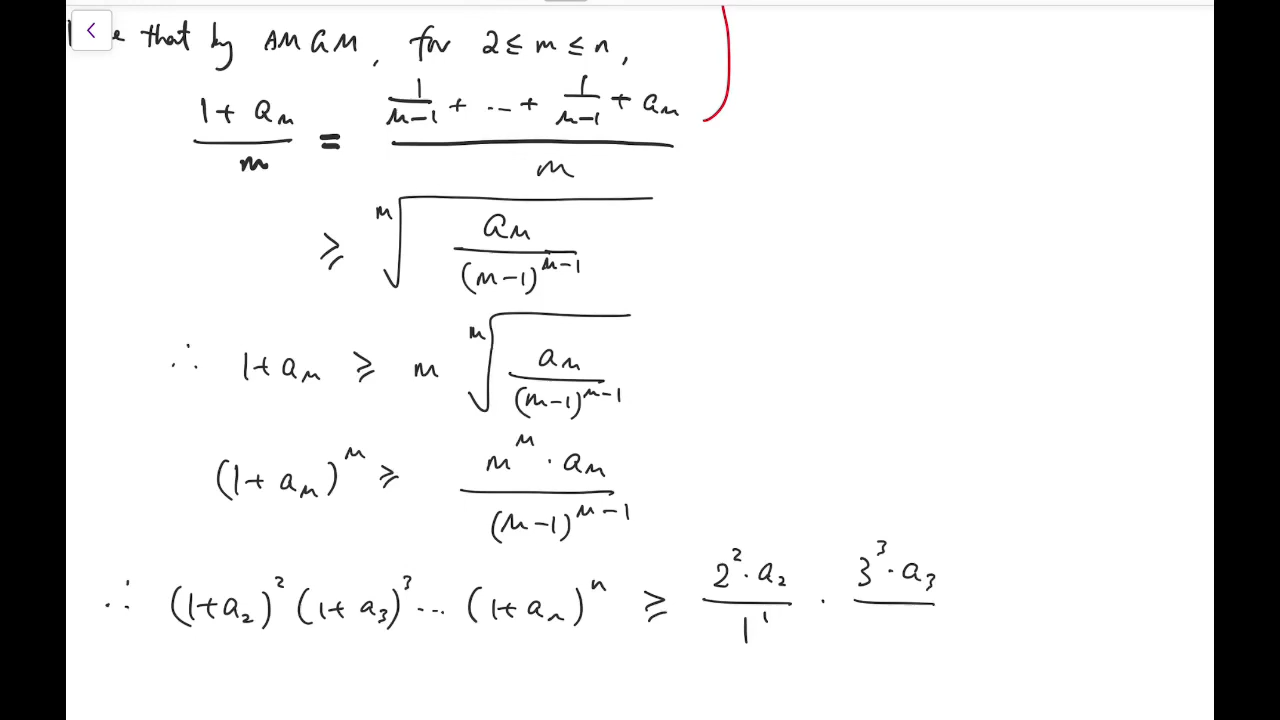 e that by AMGM, for 2 ≤ m ≤ n,
(1 + a_m)/m = (1/(m-1) + ... + 1/(m-1) + a_m)/m
≥ \sqrt[m]{a_m/(m-1)^{m-1}}
∴ 1 + a_m ≥ m \sqrt[m]{a_m/(m-1)^{m-1}}
(1 + a_m)^m ≥ (m^m · a_m)/(m-1)^{m-1}
∴ (1+a_2)^2 (1+a_3)^3 ... (1+a_n)^n ≥ (2^2 · a_2)/1^1 · (3^3 · a_3)/